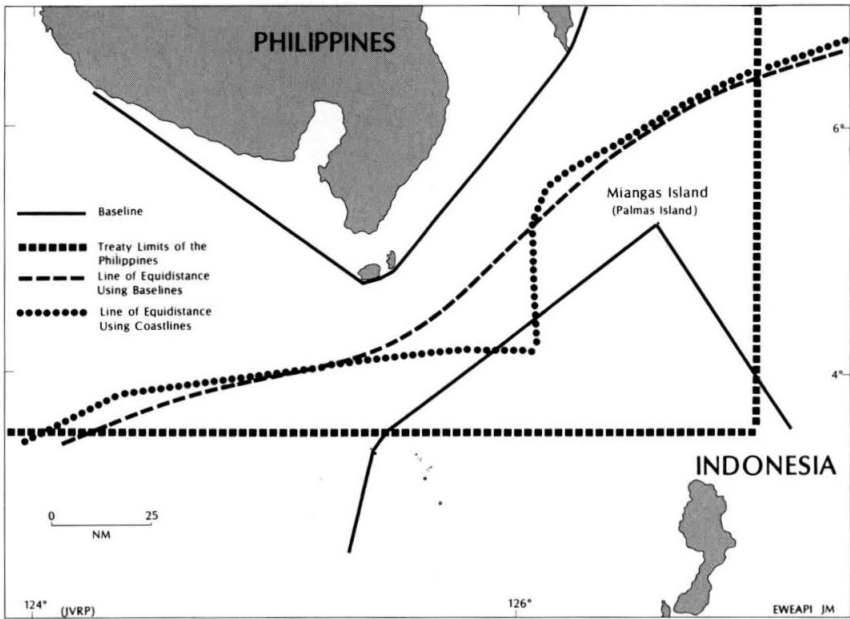 PHILIPPINES
6°
Miangas Island
(Palmas Island)
Baseline
Treaty Limits of the
Philippines
Line of Equidistance
Using Baselines
Line of Equidistance
Using Coastlines
4°
INDONESIA
0 25
NM
124° (JVRP) 126° EWEAPI JM